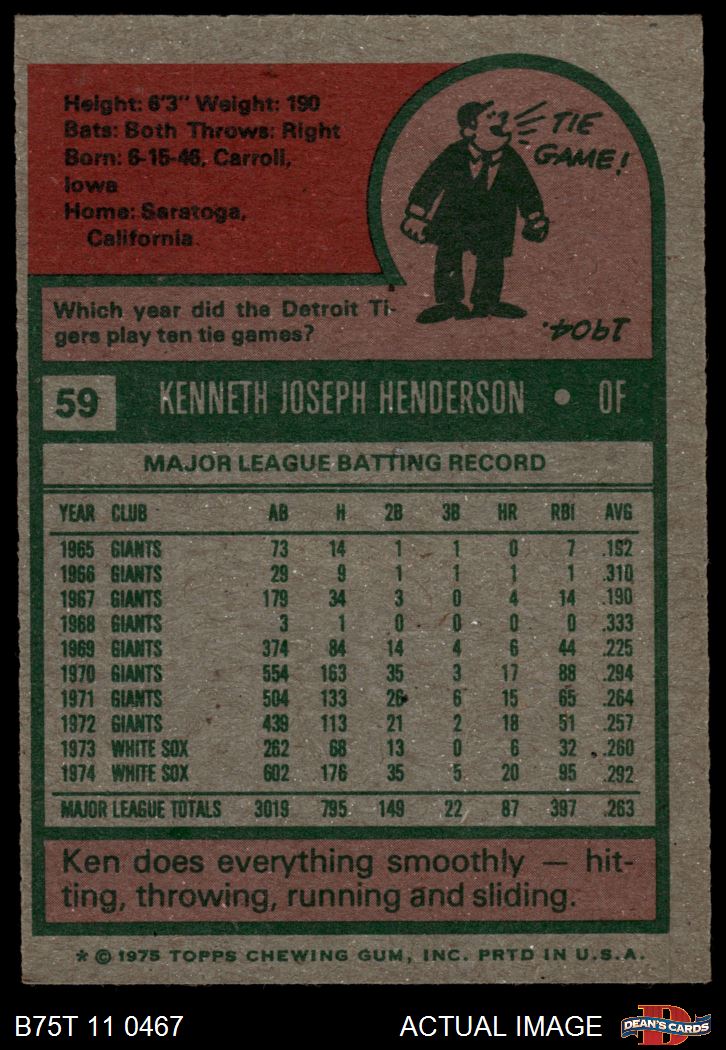 Height: 6'3" Weight: 190
Bats: Both Throws: Right
Born: 6-15-46, Carroll,
Iowa
Home: Saratoga,
California
TIE
GAME!
Which year did the Detroit Ti-
gers play ten tie games?
1904.
59 KENNETH JOSEPH HENDERSON • OF
MAJOR LEAGUE BATTING RECORD
YEAR CLUB AB H 2B 3B HR RBI AVG
1965 GIANTS 73 14 1 1 0 7 .192
1966 GIANTS 29 9 1 1 1 1 .310
1967 GIANTS 179 34 3 0 4 14 .190
1968 GIANTS 3 1 0 0 0 0 .333
1969 GIANTS 374 84 14 4 6 44 .225
1970 GIANTS 554 163 35 3 17 88 .294
1971 GIANTS 504 133 26 6 15 65 .264
1972 GIANTS 439 113 21 2 18 51 .257
1973 WHITE SOX 262 68 13 0 6 32 .260
1974 WHITE SOX 602 176 35 5 20 95 .292
MAJOR LEAGUE TOTALS 3019 795 149 22 87 397 .263
Ken does everything smoothly — hit-
ting, throwing, running and sliding.
* © 1975 TOPPS CHEWING GUM, INC. PRTD IN U.S.A.
B75T 11 0467 ACTUAL IMAGE
D
DEAN'S CARDS